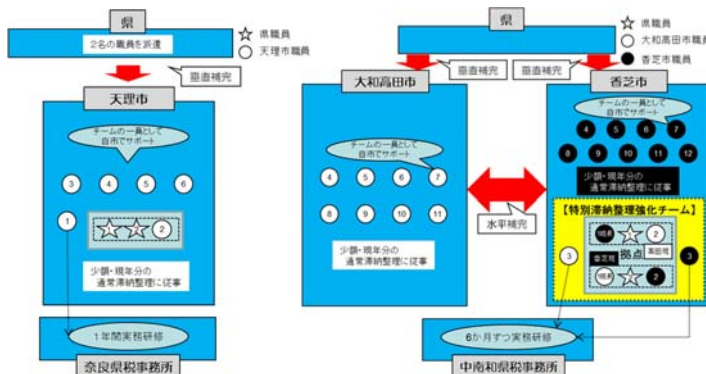 県
2名の職員を派遣
県職員
天理市職員
垂直補完
天理市
チームの一員として
自市でサポート
3 4 5 6
1
1 2 2
少額・現年分の
通常滞納整理に従事
1年間実務研修
奈良県税事務所
県
県職員
大和高田市職員
香芝市職員
垂直補完
垂直補完
大和高田市
チームの一員として
自市でサポート
4 5 6 7
8 9 10 11
少額・現年分の
通常滞納整理に従事
水平補完
香芝市
チームの一員として
自市でサポート
4 5 6 7
8 9 10 11 12
少額・現年分の
通常滞納整理に従事
【特別滞納整理強化チーム】
2
高田班
拠点
香芝班
2
3
3
6か月ずつ実務研修
中南和県税事務所